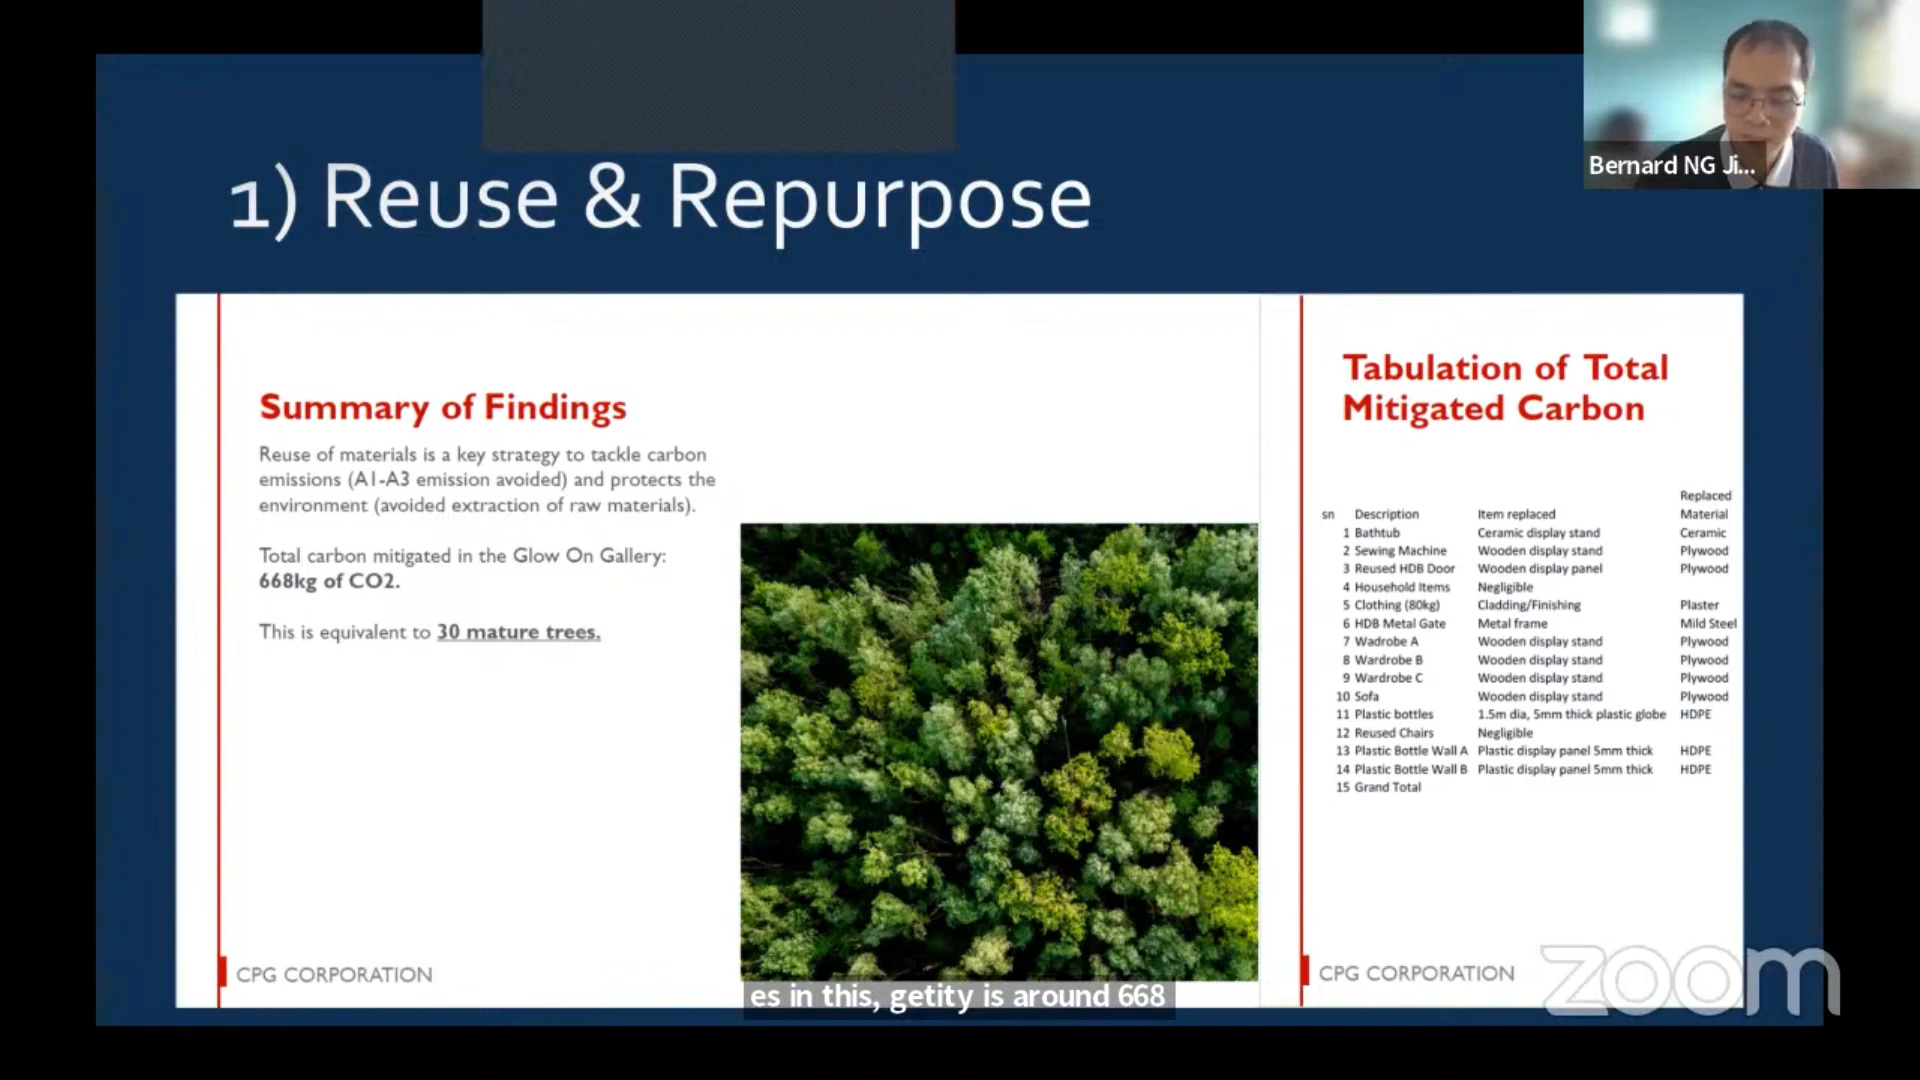 Bernard NG Ji...
1) Reuse & Repurpose
Summary of Findings
Reuse of materials is a key strategy to tackle carbon
emissions (A1-A3 emission avoided) and protects the
environment (avoided extraction of raw materials).
Total carbon mitigated in the Glow On Gallery:
668kg of CO2.
This is equivalent to 30 mature trees.
CPG CORPORATION
Tabulation of Total
Mitigated Carbon
sn Description Item replaced Replaced Material
1 Bathtub Ceramic display stand Ceramic
2 Sewing Machine Wooden display stand Plywood
3 Reused HDB Door Wooden display panel Plywood
4 Household Items Negligible
5 Clothing (80kg) Cladding/Finishing Plaster
6 HDB Metal Gate Metal frame Mild Steel
7 Wadrobe A Wooden display stand Plywood
8 Wardrobe B Wooden display stand Plywood
9 Wardrobe C Wooden display stand Plywood
10 Sofa Wooden display stand Plywood
11 Plastic bottles 1.5m dia, 5mm thick plastic globe HDPE
12 Reused Chairs Negligible
13 Plastic Bottle Wall A Plastic display panel 5mm thick HDPE
14 Plastic Bottle Wall B Plastic display panel 5mm thick HDPE
15 Grand Total
CPG CORPORATION
zoom
es in this, getity is around 668